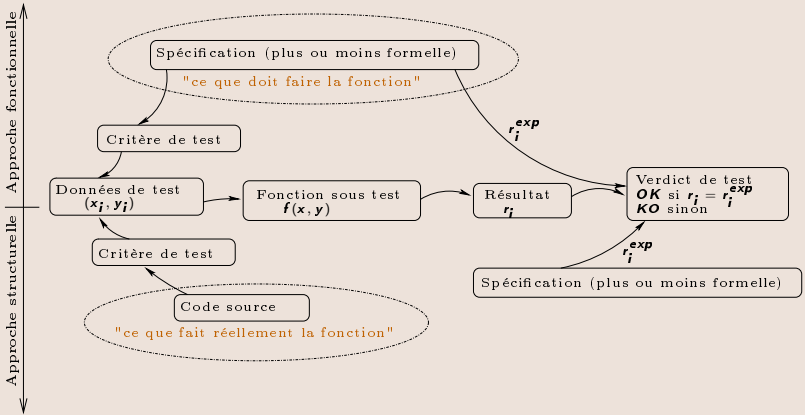 Approche fonctionnelle
Spécification (plus ou moins formelle)
"ce que doit faire la fonction"
Critère de test
r_i^exp
Données de test
(x_i, y_i)
Fonction sous test
f(x, y)
Résultat
r_i
Verdict de test
OK si r_i = r_i^exp
KO sinon
Approche structurelle
Critère de test
r_i^exp
Spécification (plus ou moins formelle)
Code source
"ce que fait réellement la fonction"